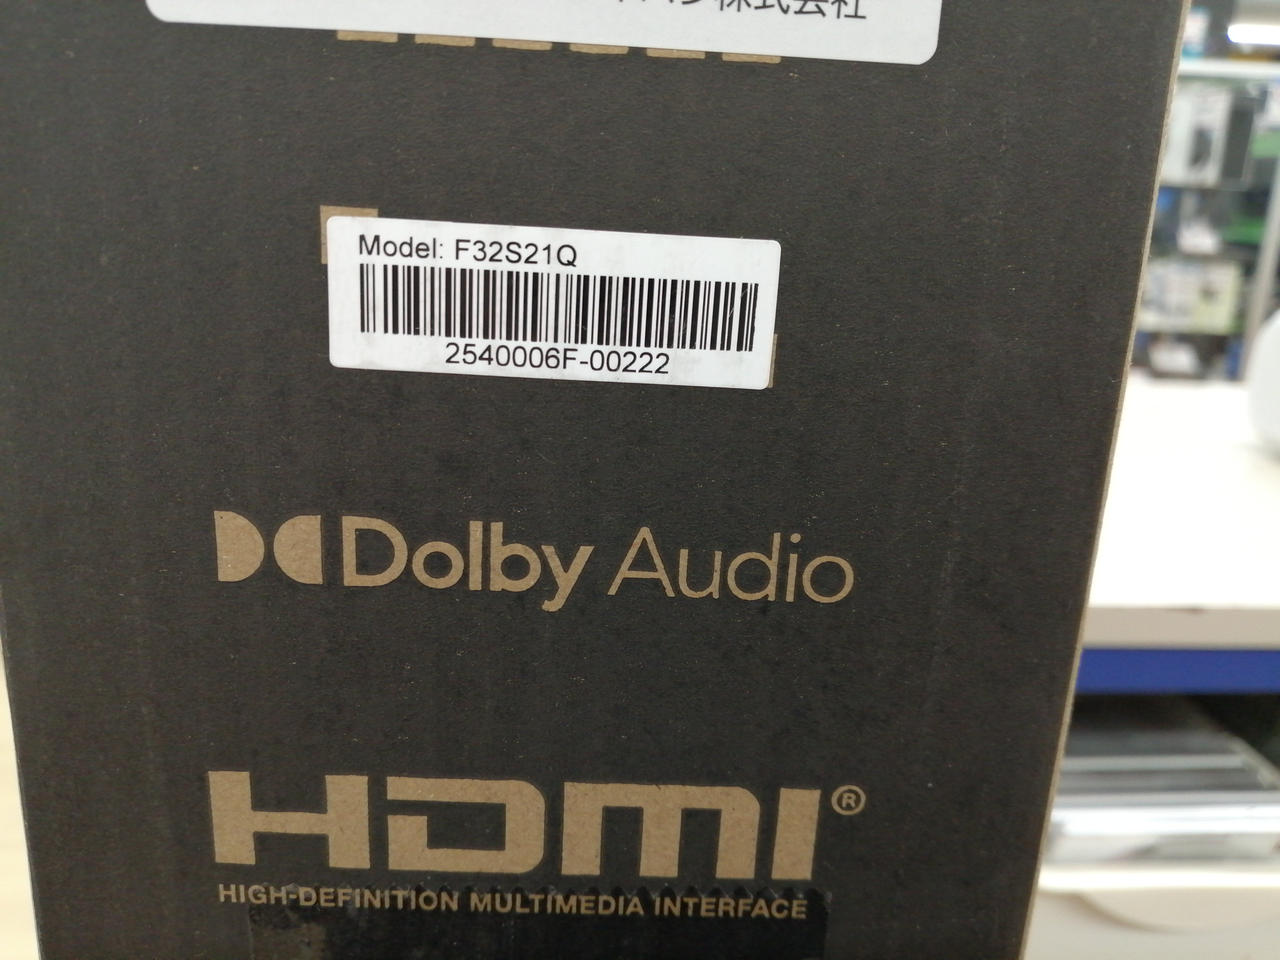 株式会社
Model: F32S21Q
2540006F-00222
Dolby Audio
HDMI®
HIGH-DEFINITION MULTIMEDIA INTERFACE